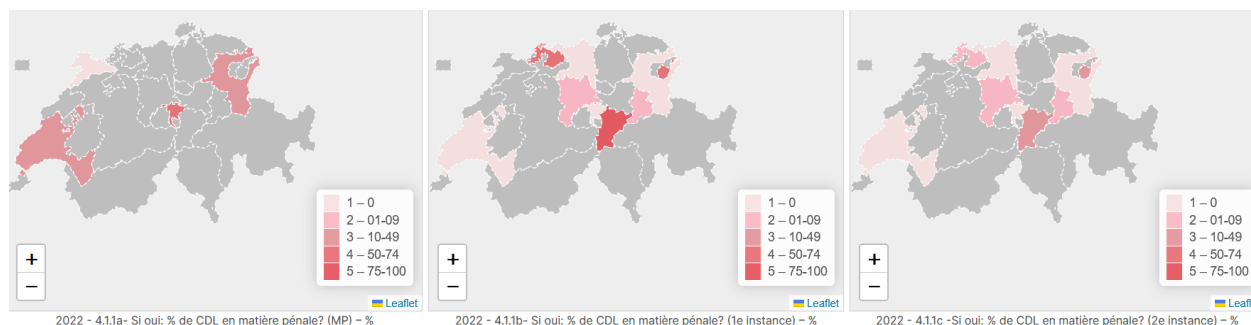 1 – 0
2 – 01-09
3 – 10-49
4 – 50-74
5 – 75-100
+
−
Leaflet
2022 - 4.1.1a- Si oui: % de CDL en matière pénale? (MP) – %
1 – 0
2 – 01-09
3 – 10-49
4 – 50-74
5 – 75-100
+
−
Leaflet
2022 - 4.1.1b- Si oui: % de CDL en matière pénale? (1e instance) – %
1 – 0
2 – 01-09
3 – 10-49
4 – 50-74
5 – 75-100
+
−
Leaflet
2022 - 4.1.1c -Si oui: % de CDL en matière pénale? (2e instance) – %